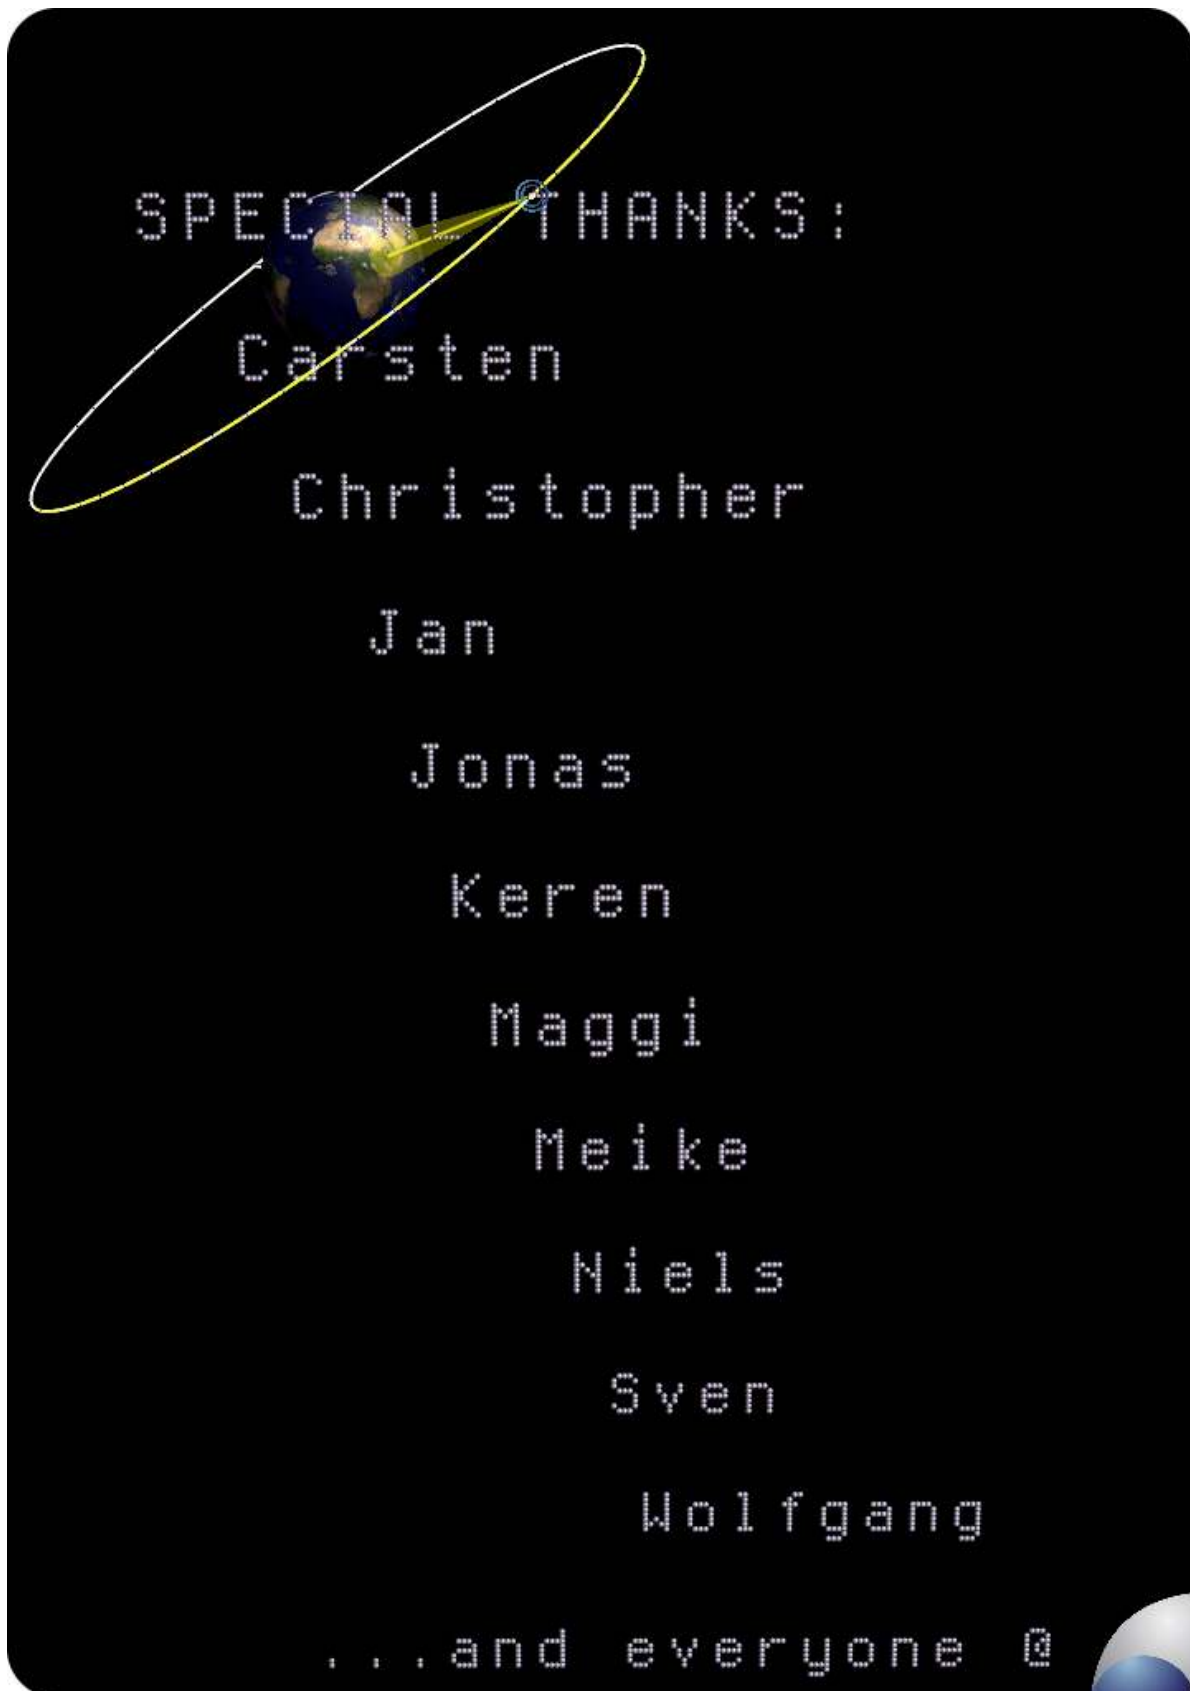 SPECIAL THANKS:
Carsten
Christopher
Jan
Jonas
Keren
Maggi
Meike
Niels
Sven
Wolfgang
...and everyone @